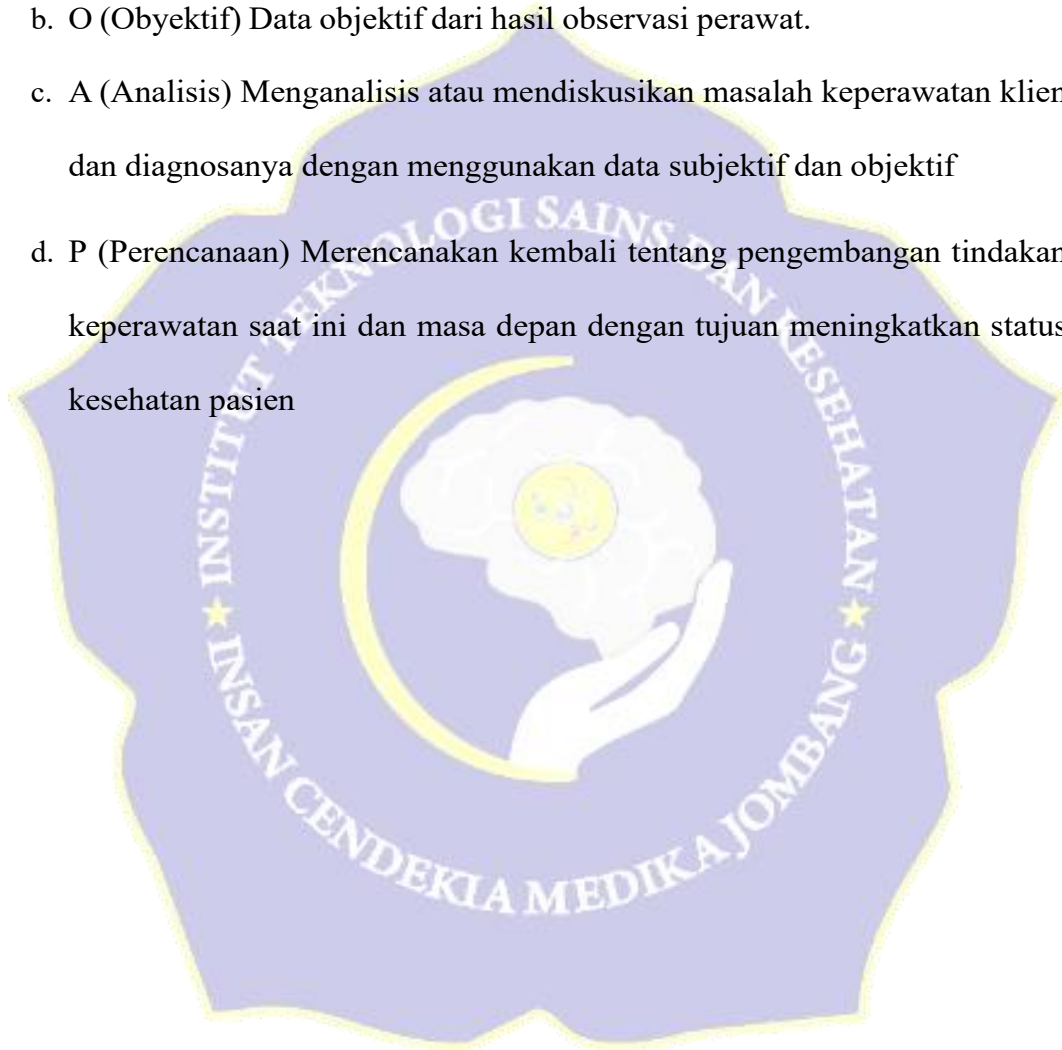 b. O (Obyektif) Data objektif dari hasil observasi perawat.
c. A (Analisis) Menganalisis atau mendiskusikan masalah keperawatan klien
dan diagnosanya dengan menggunakan data subjektif dan objektif
d. P (Perencanaan) Merencanakan kembali tentang pengembangan tindakan
keperawatan saat ini dan masa depan dengan tujuan meningkatkan status
kesehatan pasien
INSTITUT TEKNOLOGI SAINS DAN KESEHATAN
INSAN CENDEKIA MEDIKA JOMBANG